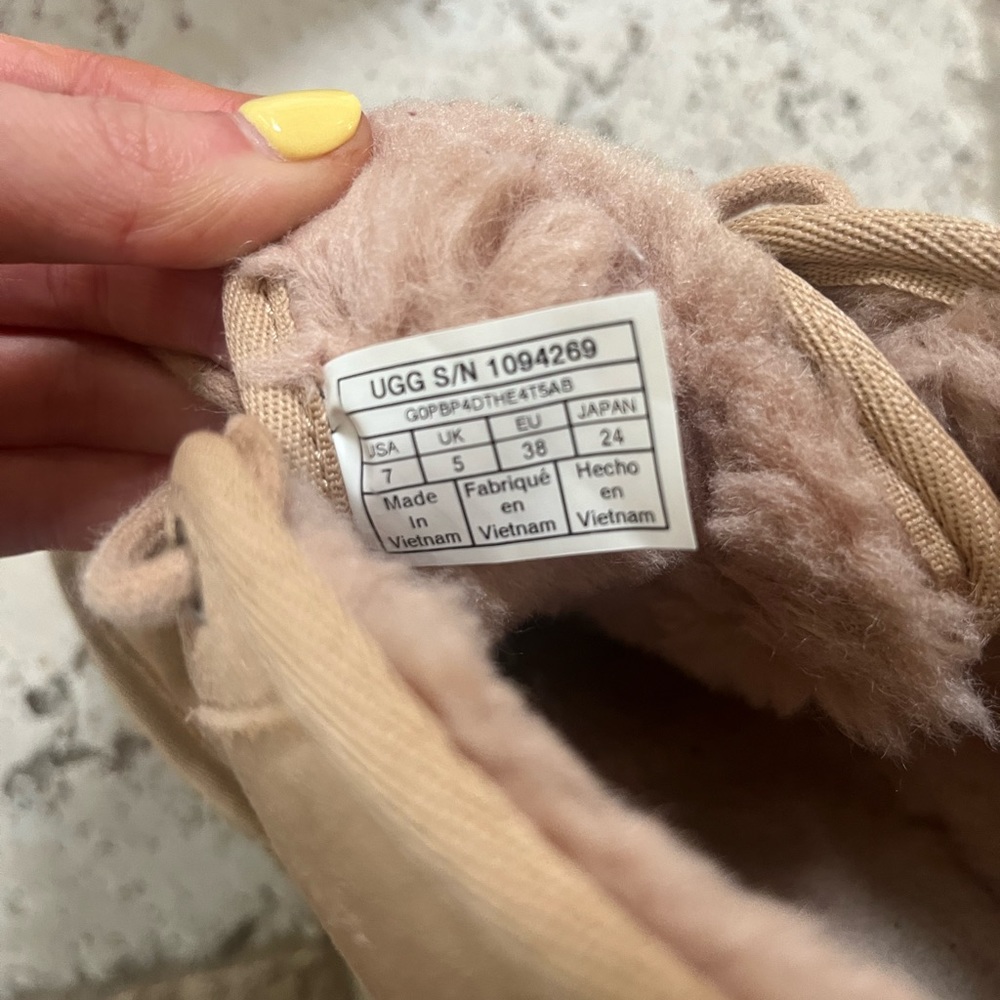 UGG S/N 1094269
G0PBP4DTHE4T5AB
USA UK EU JAPAN
7 5 38 24
Made In Vietnam
Fabriqué en Vietnam
Hecho en Vietnam